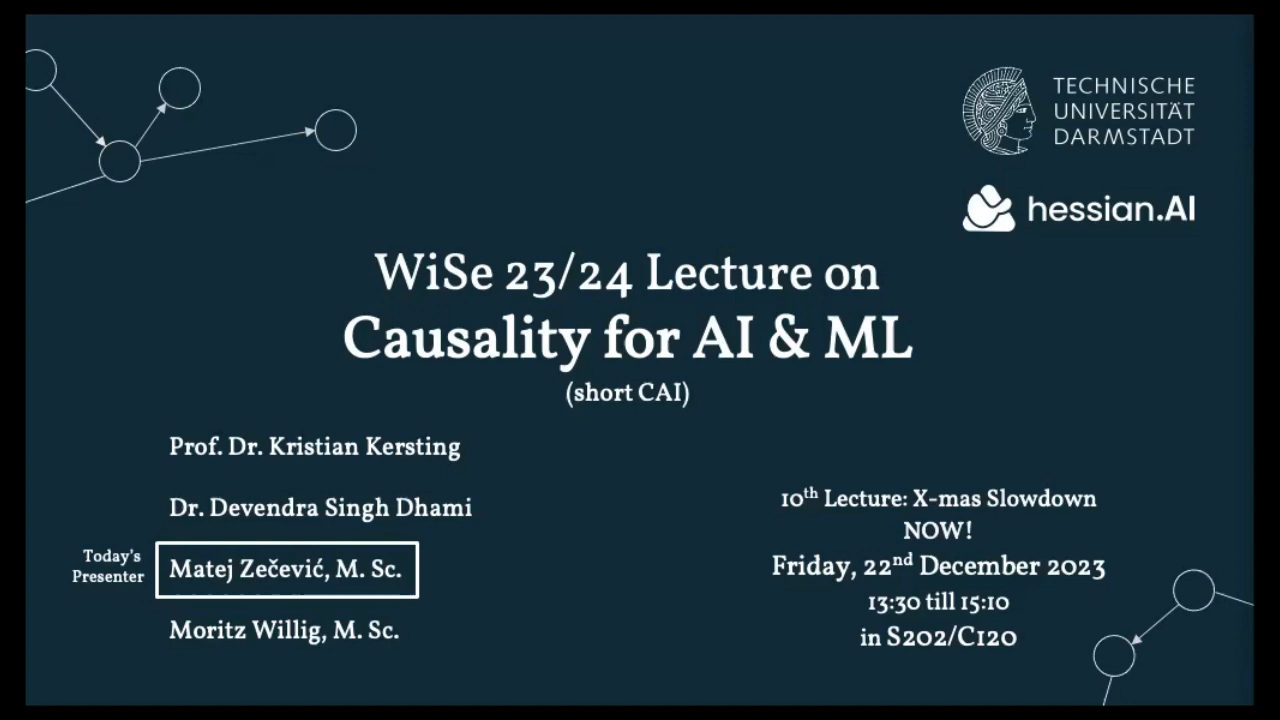 TECHNISCHE
UNIVERSITÄT
DARMSTADT
hessian.AI
WiSe 23/24 Lecture on
Causality for AI & ML
(short CAI)
Prof. Dr. Kristian Kersting
Dr. Devendra Singh Dhami
Today's
Presenter
Matej Zečević, M. Sc.
Moritz Willig, M. Sc.
10th Lecture: X-mas Slowdown
NOW!
Friday, 22nd December 2023
13:30 till 15:10
in S202/C120